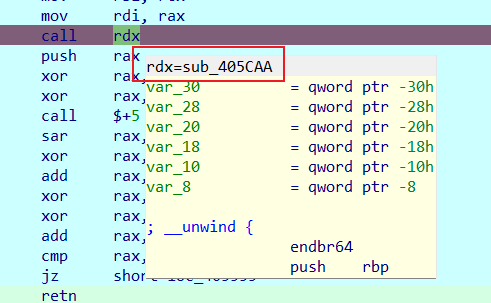 mov rdi, rax
call rdx
push rax
xor rax,
xor rax,
call $+5
sar rax,
xor rax,
add rax,
xor rax,
xor rax,
add rax,
cmp rax,
jz short
retn
rdx=sub_405CAA
var_30 = qword ptr -30h
var_28 = qword ptr -28h
var_20 = qword ptr -20h
var_18 = qword ptr -18h
var_10 = qword ptr -10h
var_8 = qword ptr -8
; __unwind {
endbr64
push rbp